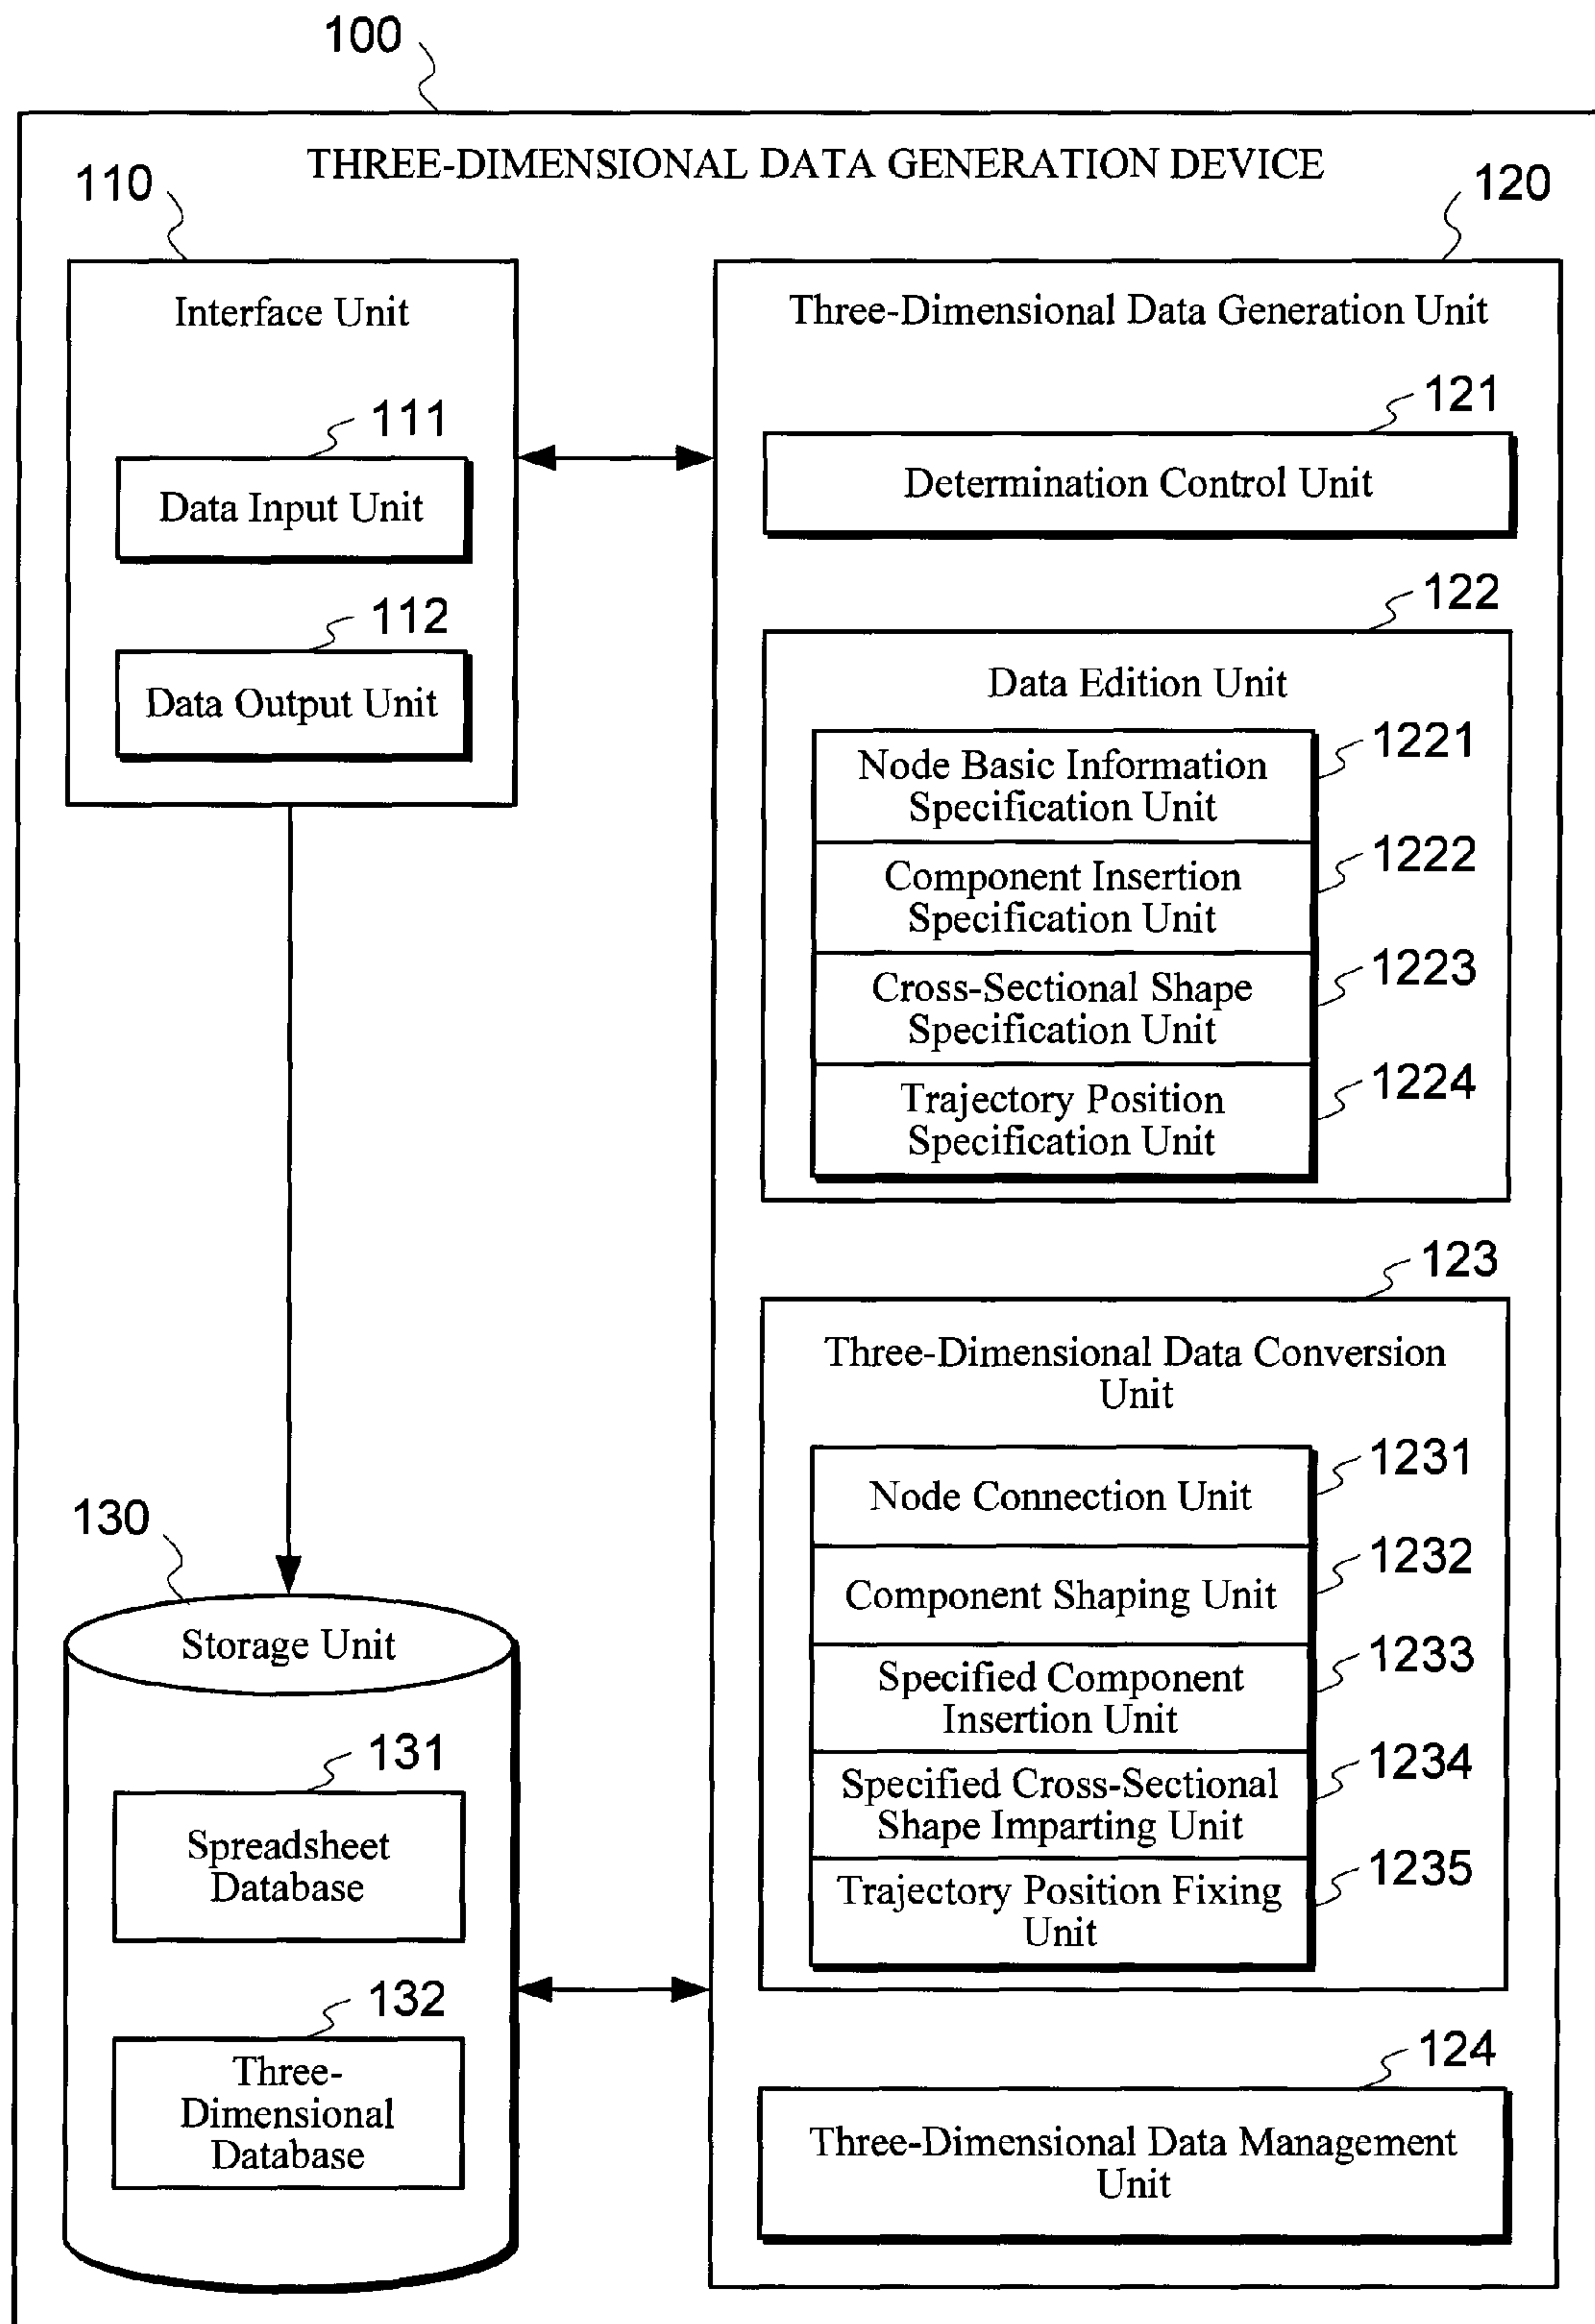 100
THREE-DIMENSIONAL DATA GENERATION DEVICE
110
Interface Unit
111
Data Input Unit
112
Data Output Unit
120
Three-Dimensional Data Generation Unit
121
Determination Control Unit
122
Data Edition Unit
Node Basic Information
Specification Unit
1221
Component Insertion
Specification Unit
1222
Cross-Sectional Shape
Specification Unit
1223
Trajectory Position
Specification Unit
1224
123
Three-Dimensional Data Conversion
Unit
Node Connection Unit
1231
Component Shaping Unit
1232
Specified Component
Insertion Unit
1233
Specified Cross-Sectional
Shape Imparting Unit
1234
Trajectory Position Fixing
Unit
1235
124
Three-Dimensional Data Management
Unit
130
Storage Unit
131
Spreadsheet
Database
132
Three-
Dimensional
Database